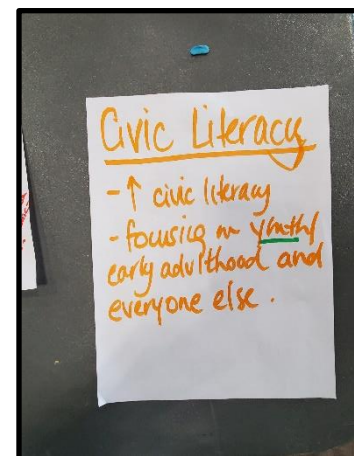 Civic Literacy
- ↑ civic literacy
- focusing on youth/
early adulthood and
everyone else.